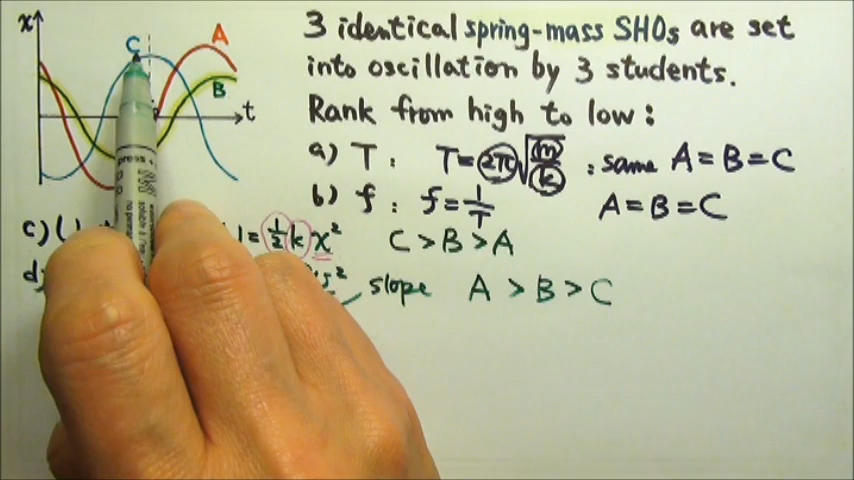 x
C
A
B
t
3 identical spring-mass SHOs are set
into oscillation by 3 students.
Rank from high to low :
a) T : T = 2π√m/k : same A = B = C
b) f : f = 1/T A = B = C
c) = ½ k x² C > B > A
d) slope A > B > C